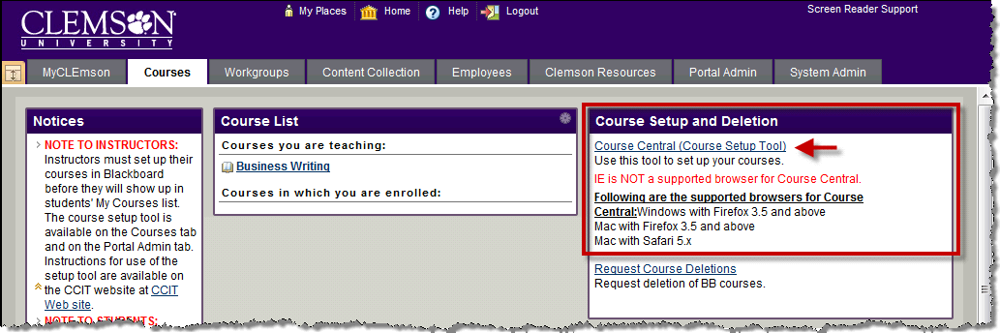 CLEMSON
UNIVERSITY
My Places
Home
Help
Logout
Screen Reader Support
MyCLEmson
Courses
Workgroups
Content Collection
Employees
Clemson Resources
Portal Admin
System Admin
Notices
NOTE TO INSTRUCTORS:
Instructors must set up their
courses in Blackboard
before they will show up in
students' My Courses list.
The course setup tool is
available on the Courses tab
and on the Portal Admin tab.
Instructions for use of the
setup tool are available on
the CCIT website at CCIT
Web site.
NOTE TO STUDENTS:
Course List
Courses you are teaching:
Business Writing
Courses in which you are enrolled:
Course Setup and Deletion
Course Central (Course Setup Tool)
Use this tool to set up your courses.
IE is NOT a supported browser for Course Central.
Following are the supported browsers for Course
Central:Windows with Firefox 3.5 and above
Mac with Firefox 3.5 and above
Mac with Safari 5.x
Request Course Deletions
Request deletion of BB courses.